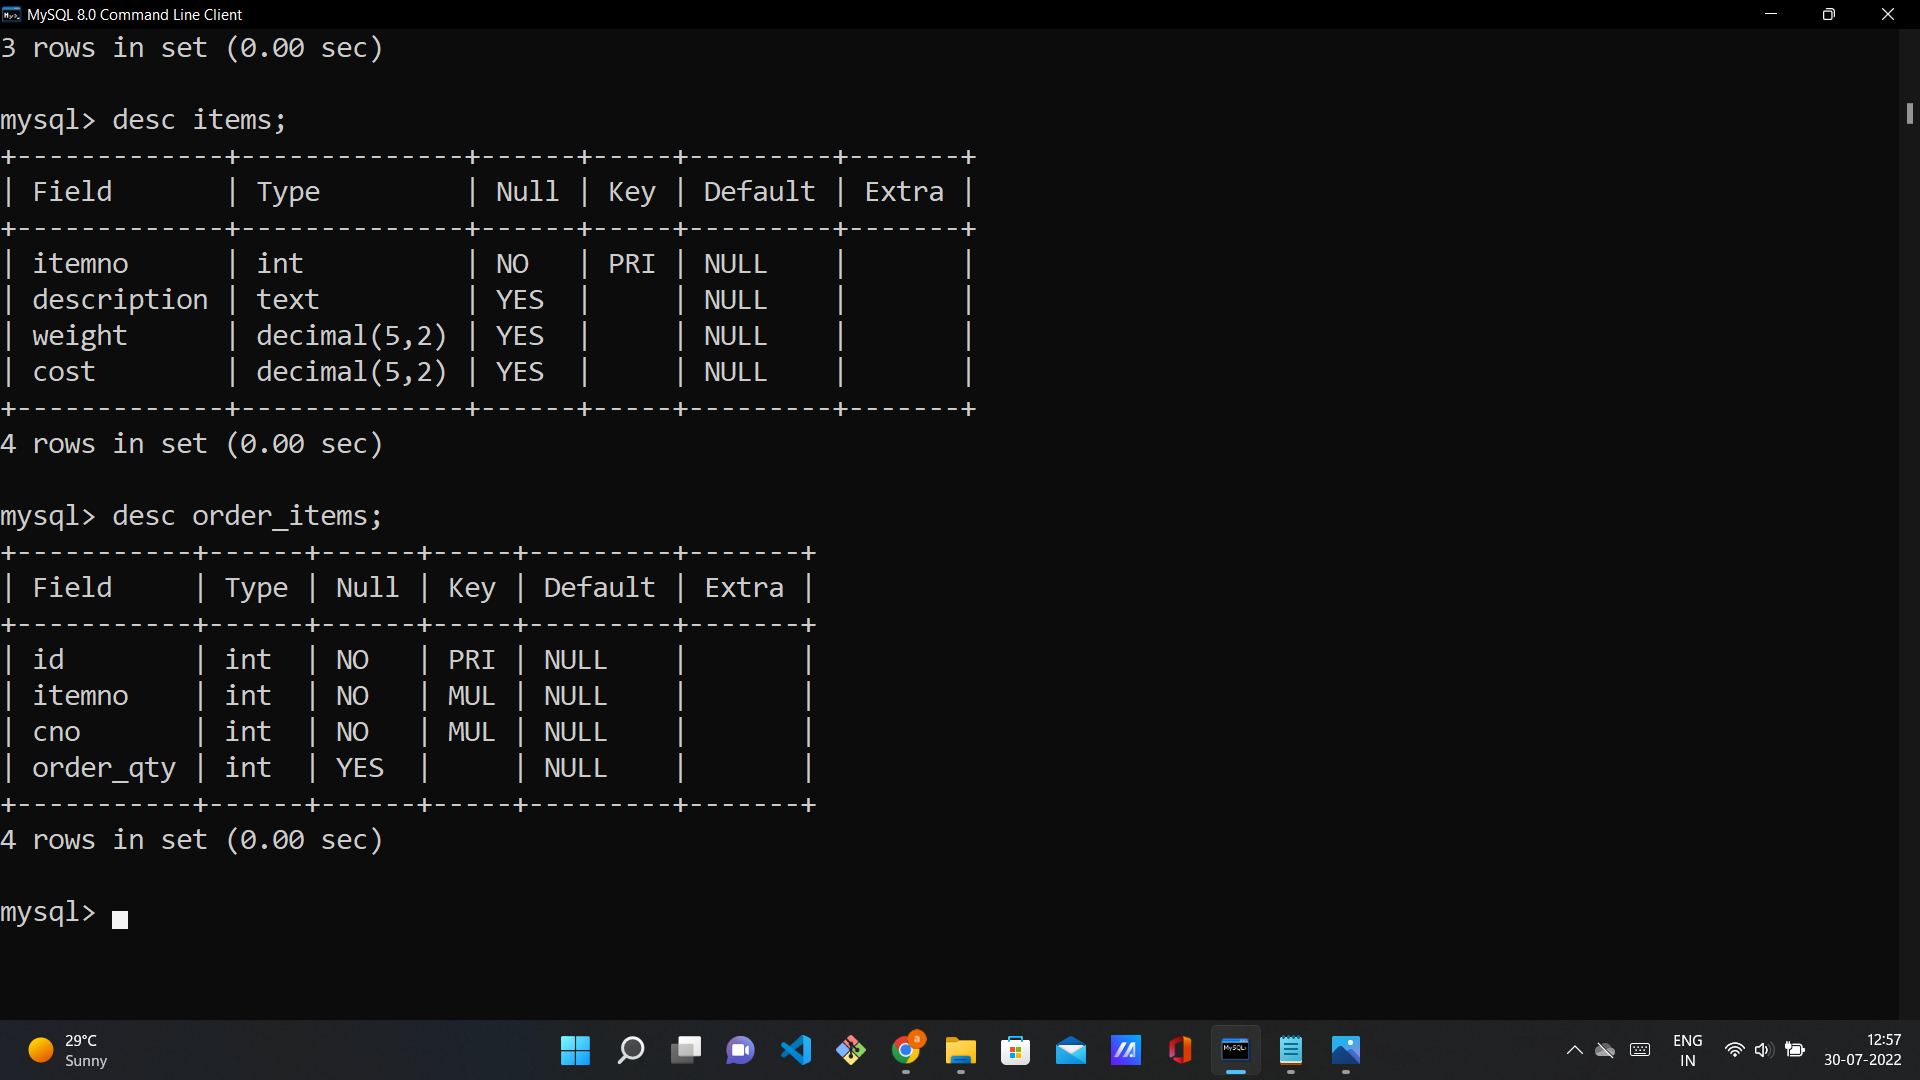 MySQL 8.0 Command Line Client
3 rows in set (0.00 sec)
mysql> desc items;
+-------------+--------------+------+-----+---------+-------+
| Field       | Type         | Null | Key | Default | Extra |
+-------------+--------------+------+-----+---------+-------+
| itemno      | int          | NO   | PRI | NULL    |       |
| description | text         | YES  |     | NULL    |       |
| weight      | decimal(5,2) | YES  |     | NULL    |       |
| cost        | decimal(5,2) | YES  |     | NULL    |       |
+-------------+--------------+------+-----+---------+-------+
4 rows in set (0.00 sec)
mysql> desc order_items;
+-----------+------+------+-----+---------+-------+
| Field     | Type | Null | Key | Default | Extra |
+-----------+------+------+-----+---------+-------+
| id        | int  | NO   | PRI | NULL    |       |
| itemno    | int  | NO   | MUL | NULL    |       |
| cno       | int  | NO   | MUL | NULL    |       |
| order_qty | int  | YES  |     | NULL    |       |
+-----------+------+------+-----+---------+-------+
4 rows in set (0.00 sec)
mysql>
29°C
Sunny
a
MySQL
ENG
IN
12:57
30-07-2022